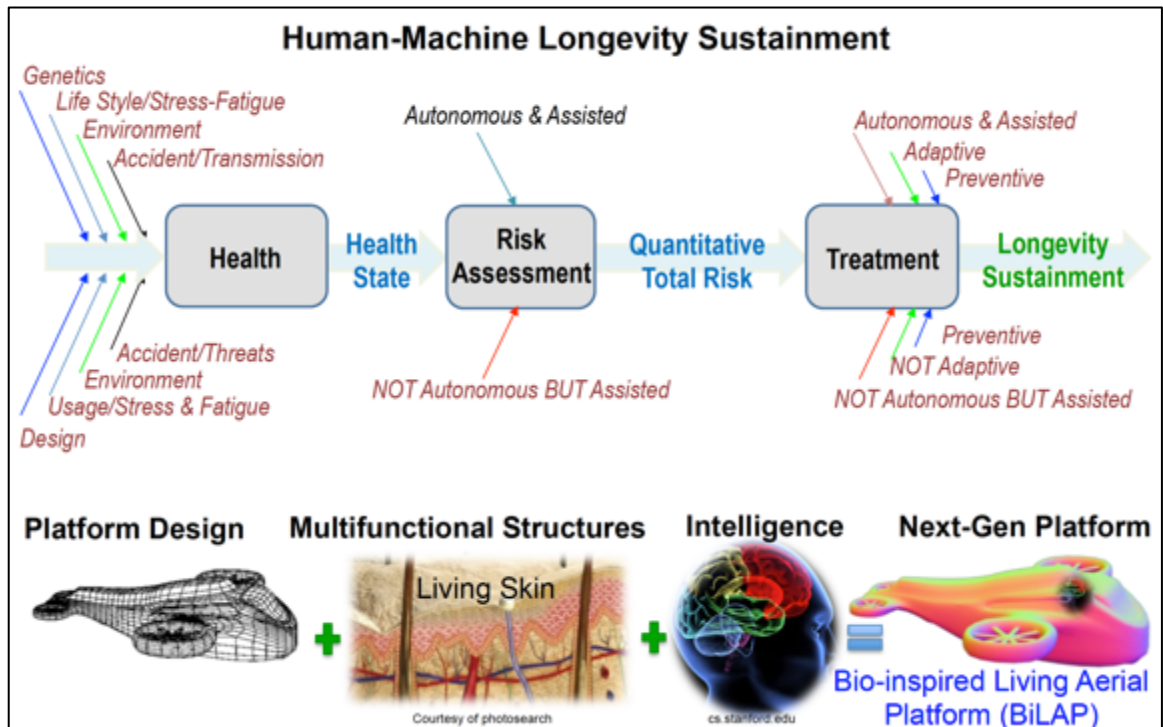 Human-Machine Longevity Sustainment
Genetics
Life Style/Stress-Fatigue
Environment
Accident/Transmission
Autonomous & Assisted
Autonomous & Assisted
Adaptive
Preventive
Health
Health
State
Risk
Assessment
Quantitative
Total Risk
Treatment
Longevity
Sustainment
Accident/Threats
Environment
Usage/Stress & Fatigue
Design
NOT Autonomous BUT Assisted
Preventive
NOT Adaptive
NOT Autonomous BUT Assisted
Platform Design
Multifunctional Structures
Intelligence
Next-Gen Platform
Living Skin
Bio-inspired Living Aerial
Platform (BiLAP)
Courtesy of photosearch
cs.stanford.edu